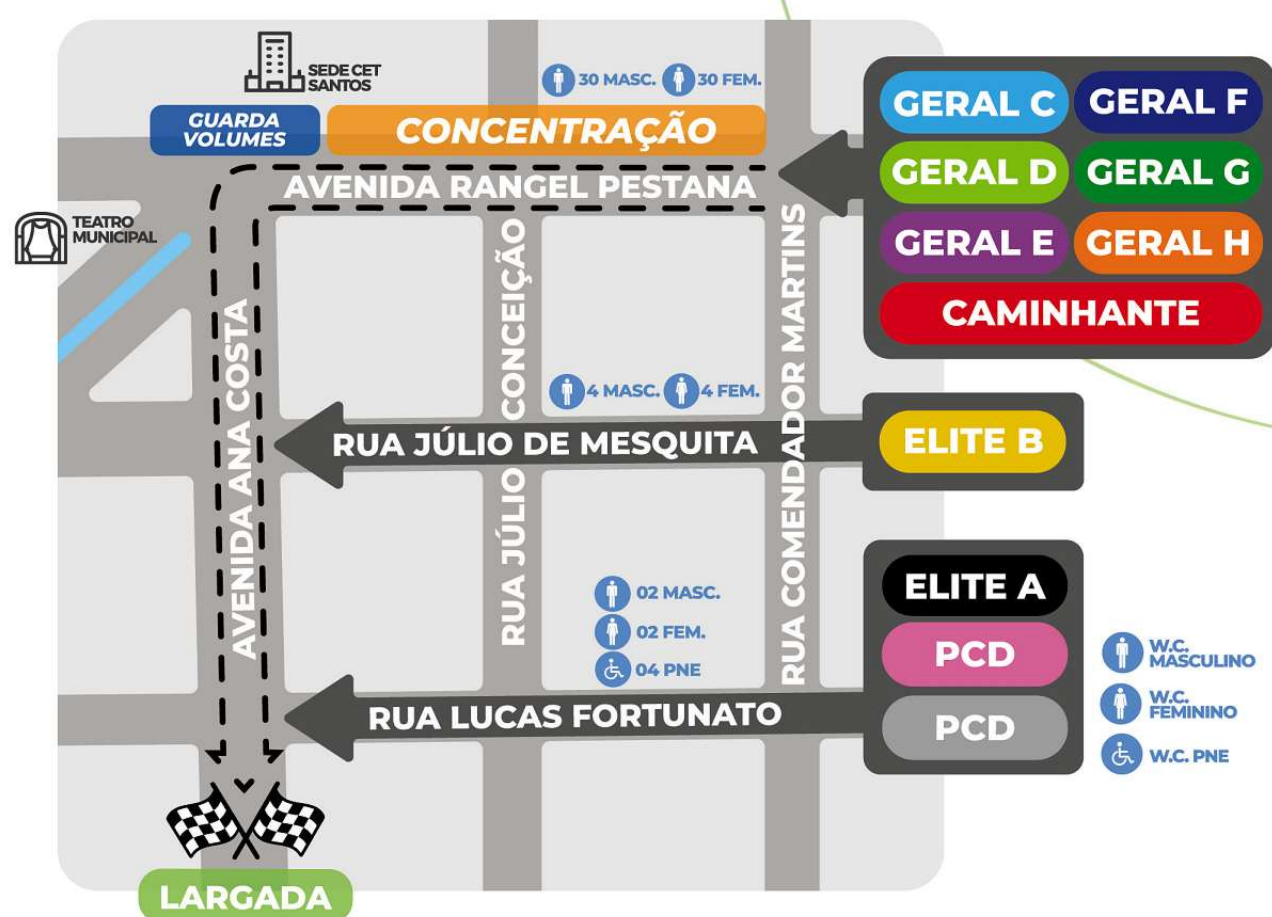 SEDE CET
SANTOS
30 MASC.
30 FEM.
GUARDA
VOLUMES
CONCENTRAÇÃO
AVENIDA RANGEL PESTANA
TEATRO
MUNICIPAL
GERAL C
GERAL F
GERAL D
GERAL G
GERAL E
GERAL H
CAMINHANTE
AVENIDA ANA COSTA
RUA JÚLIO CONCEIÇÃO
RUA COMENDADOR MARTINS
4 MASC.
4 FEM.
RUA JÚLIO DE MESQUITA
ELITE B
02 MASC.
02 FEM.
04 PNE
RUA LUCAS FORTUNATO
ELITE A
PCD
PCD
W.C.
MASCULINO
W.C.
FEMININO
W.C. PNE
LARGADA